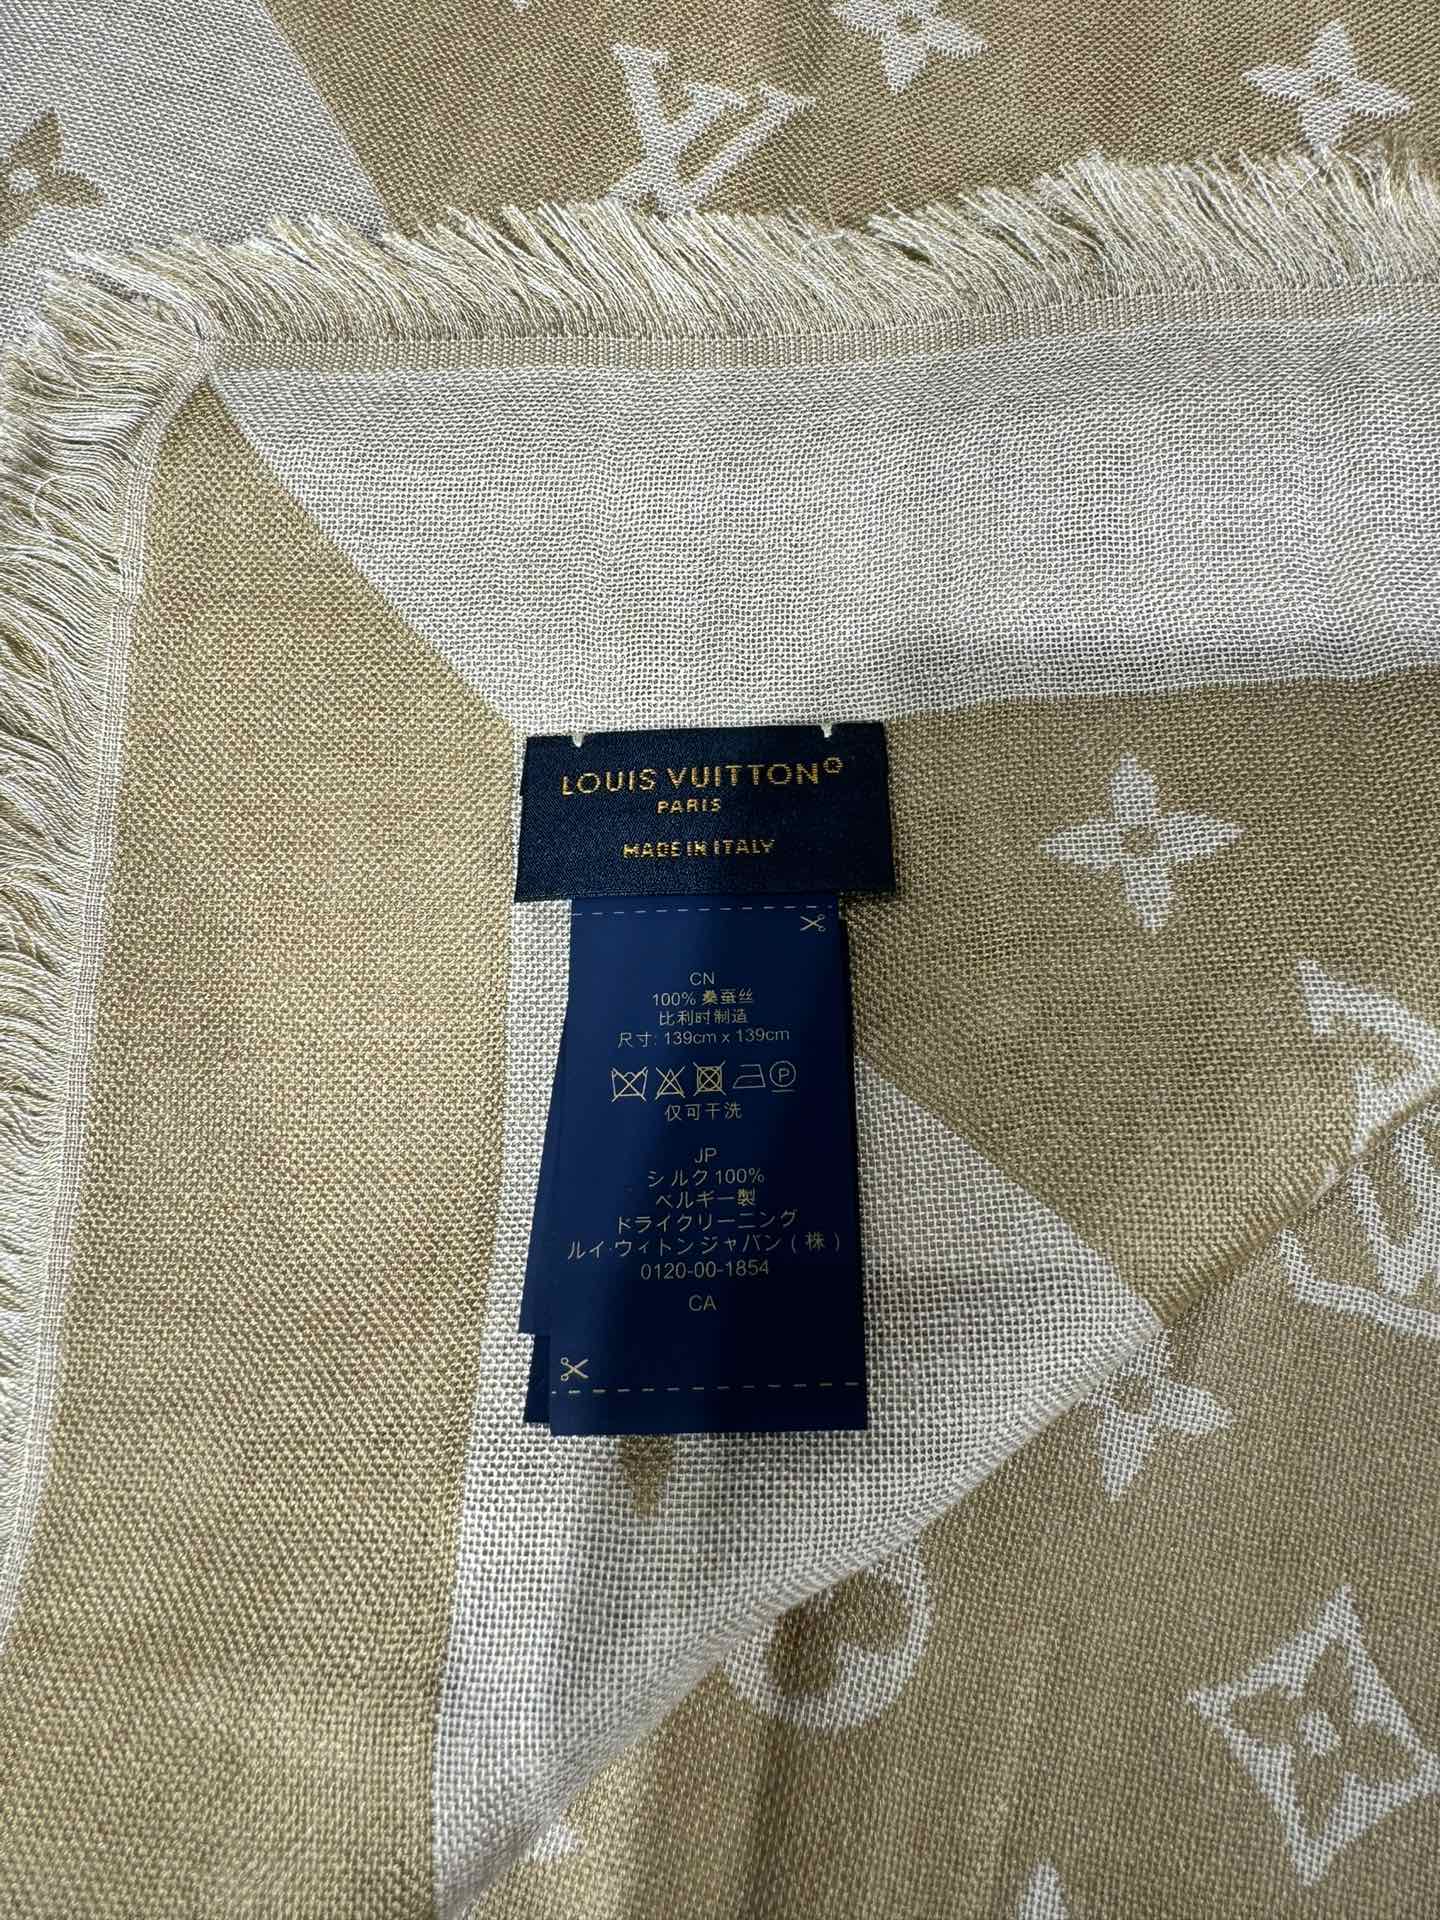 LOUIS VUITTON®
PARIS
MADE IN ITALY
CN
100% 桑蚕丝
比利时制造
尺寸: 139cm x 139cm
P
仅可干洗
JP
シルク100%
ベルギー製
ドライクリーニング
ルイ･ヴィトンジャパン ( 株 )
0120-00-1854
CA